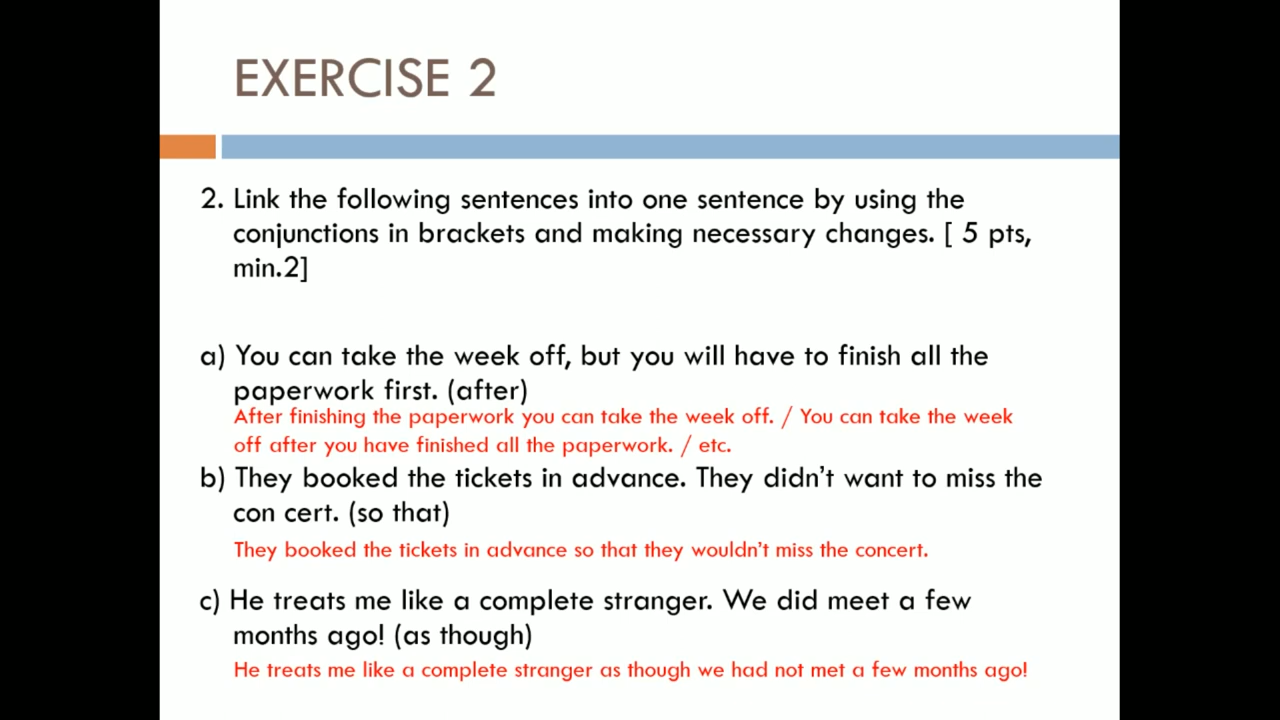 EXERCISE 2
2. Link the following sentences into one sentence by using the
conjunctions in brackets and making necessary changes. [ 5 pts,
min.2]
a) You can take the week off, but you will have to finish all the
paperwork first. (after)
After finishing the paperwork you can take the week off. / You can take the week
off after you have finished all the paperwork. / etc.
b) They booked the tickets in advance. They didn’t want to miss the
con cert. (so that)
They booked the tickets in advance so that they wouldn’t miss the concert.
c) He treats me like a complete stranger. We did meet a few
months ago! (as though)
He treats me like a complete stranger as though we had not met a few months ago!